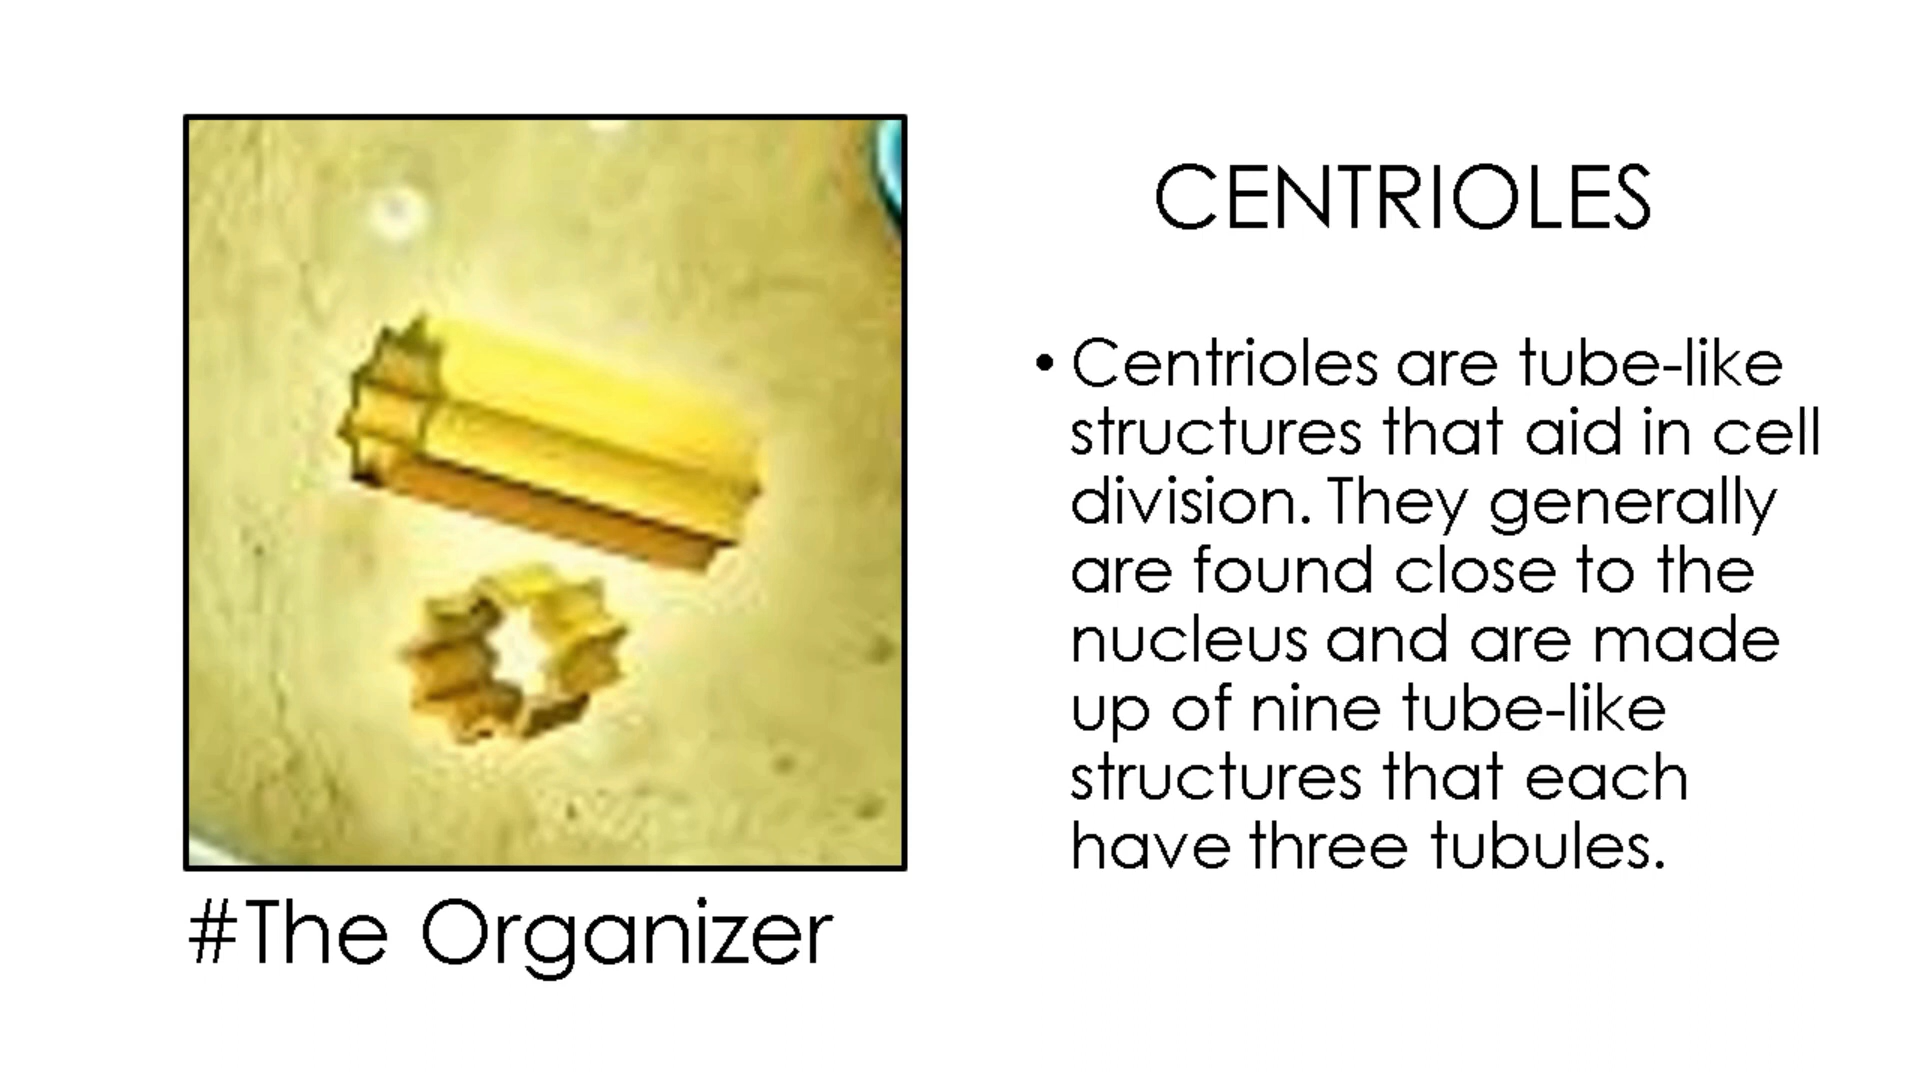 CENTRIOLES
• Centrioles are tube-like
structures that aid in cell
division. They generally
are found close to the
nucleus and are made
up of nine tube-like
structures that each
have three tubules.
#The Organizer